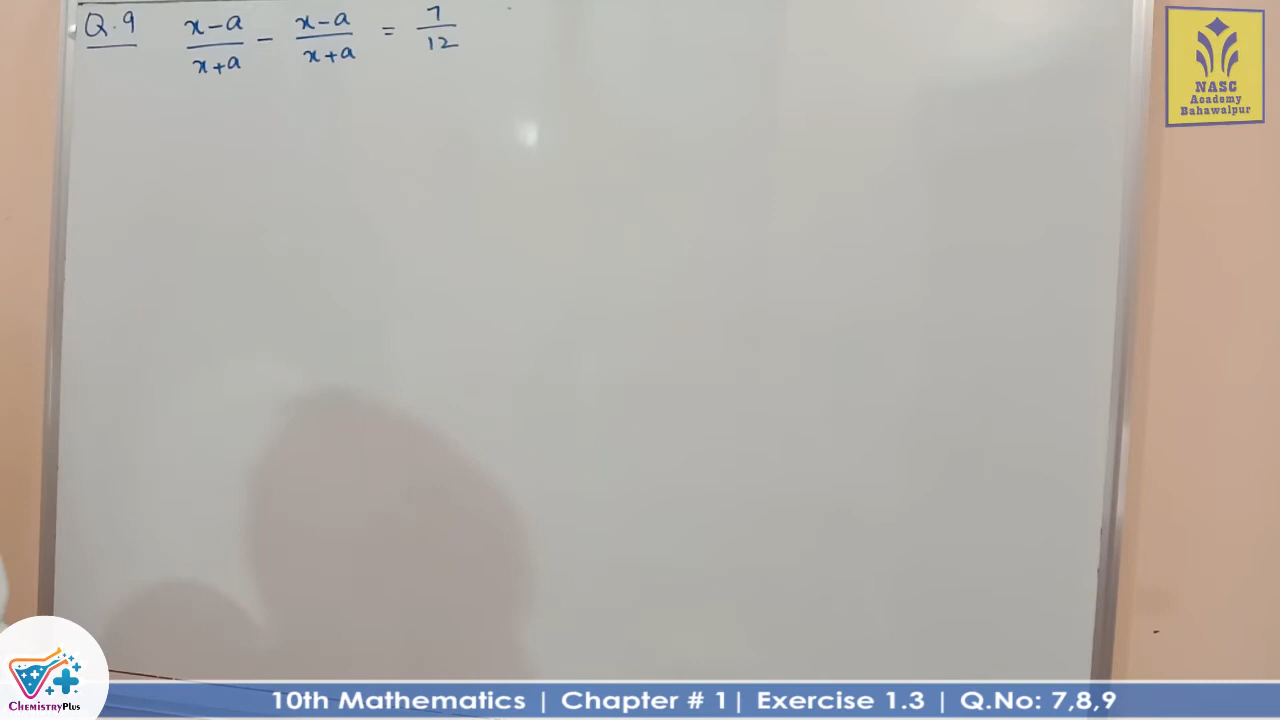 Q.9 x-a/x+a - x-a/x+a = 7/12
NASC
Academy
Bahawalpur
ChemistryPlus
10th Mathematics | Chapter # 1| Exercise 1.3 | Q.No: 7,8,9